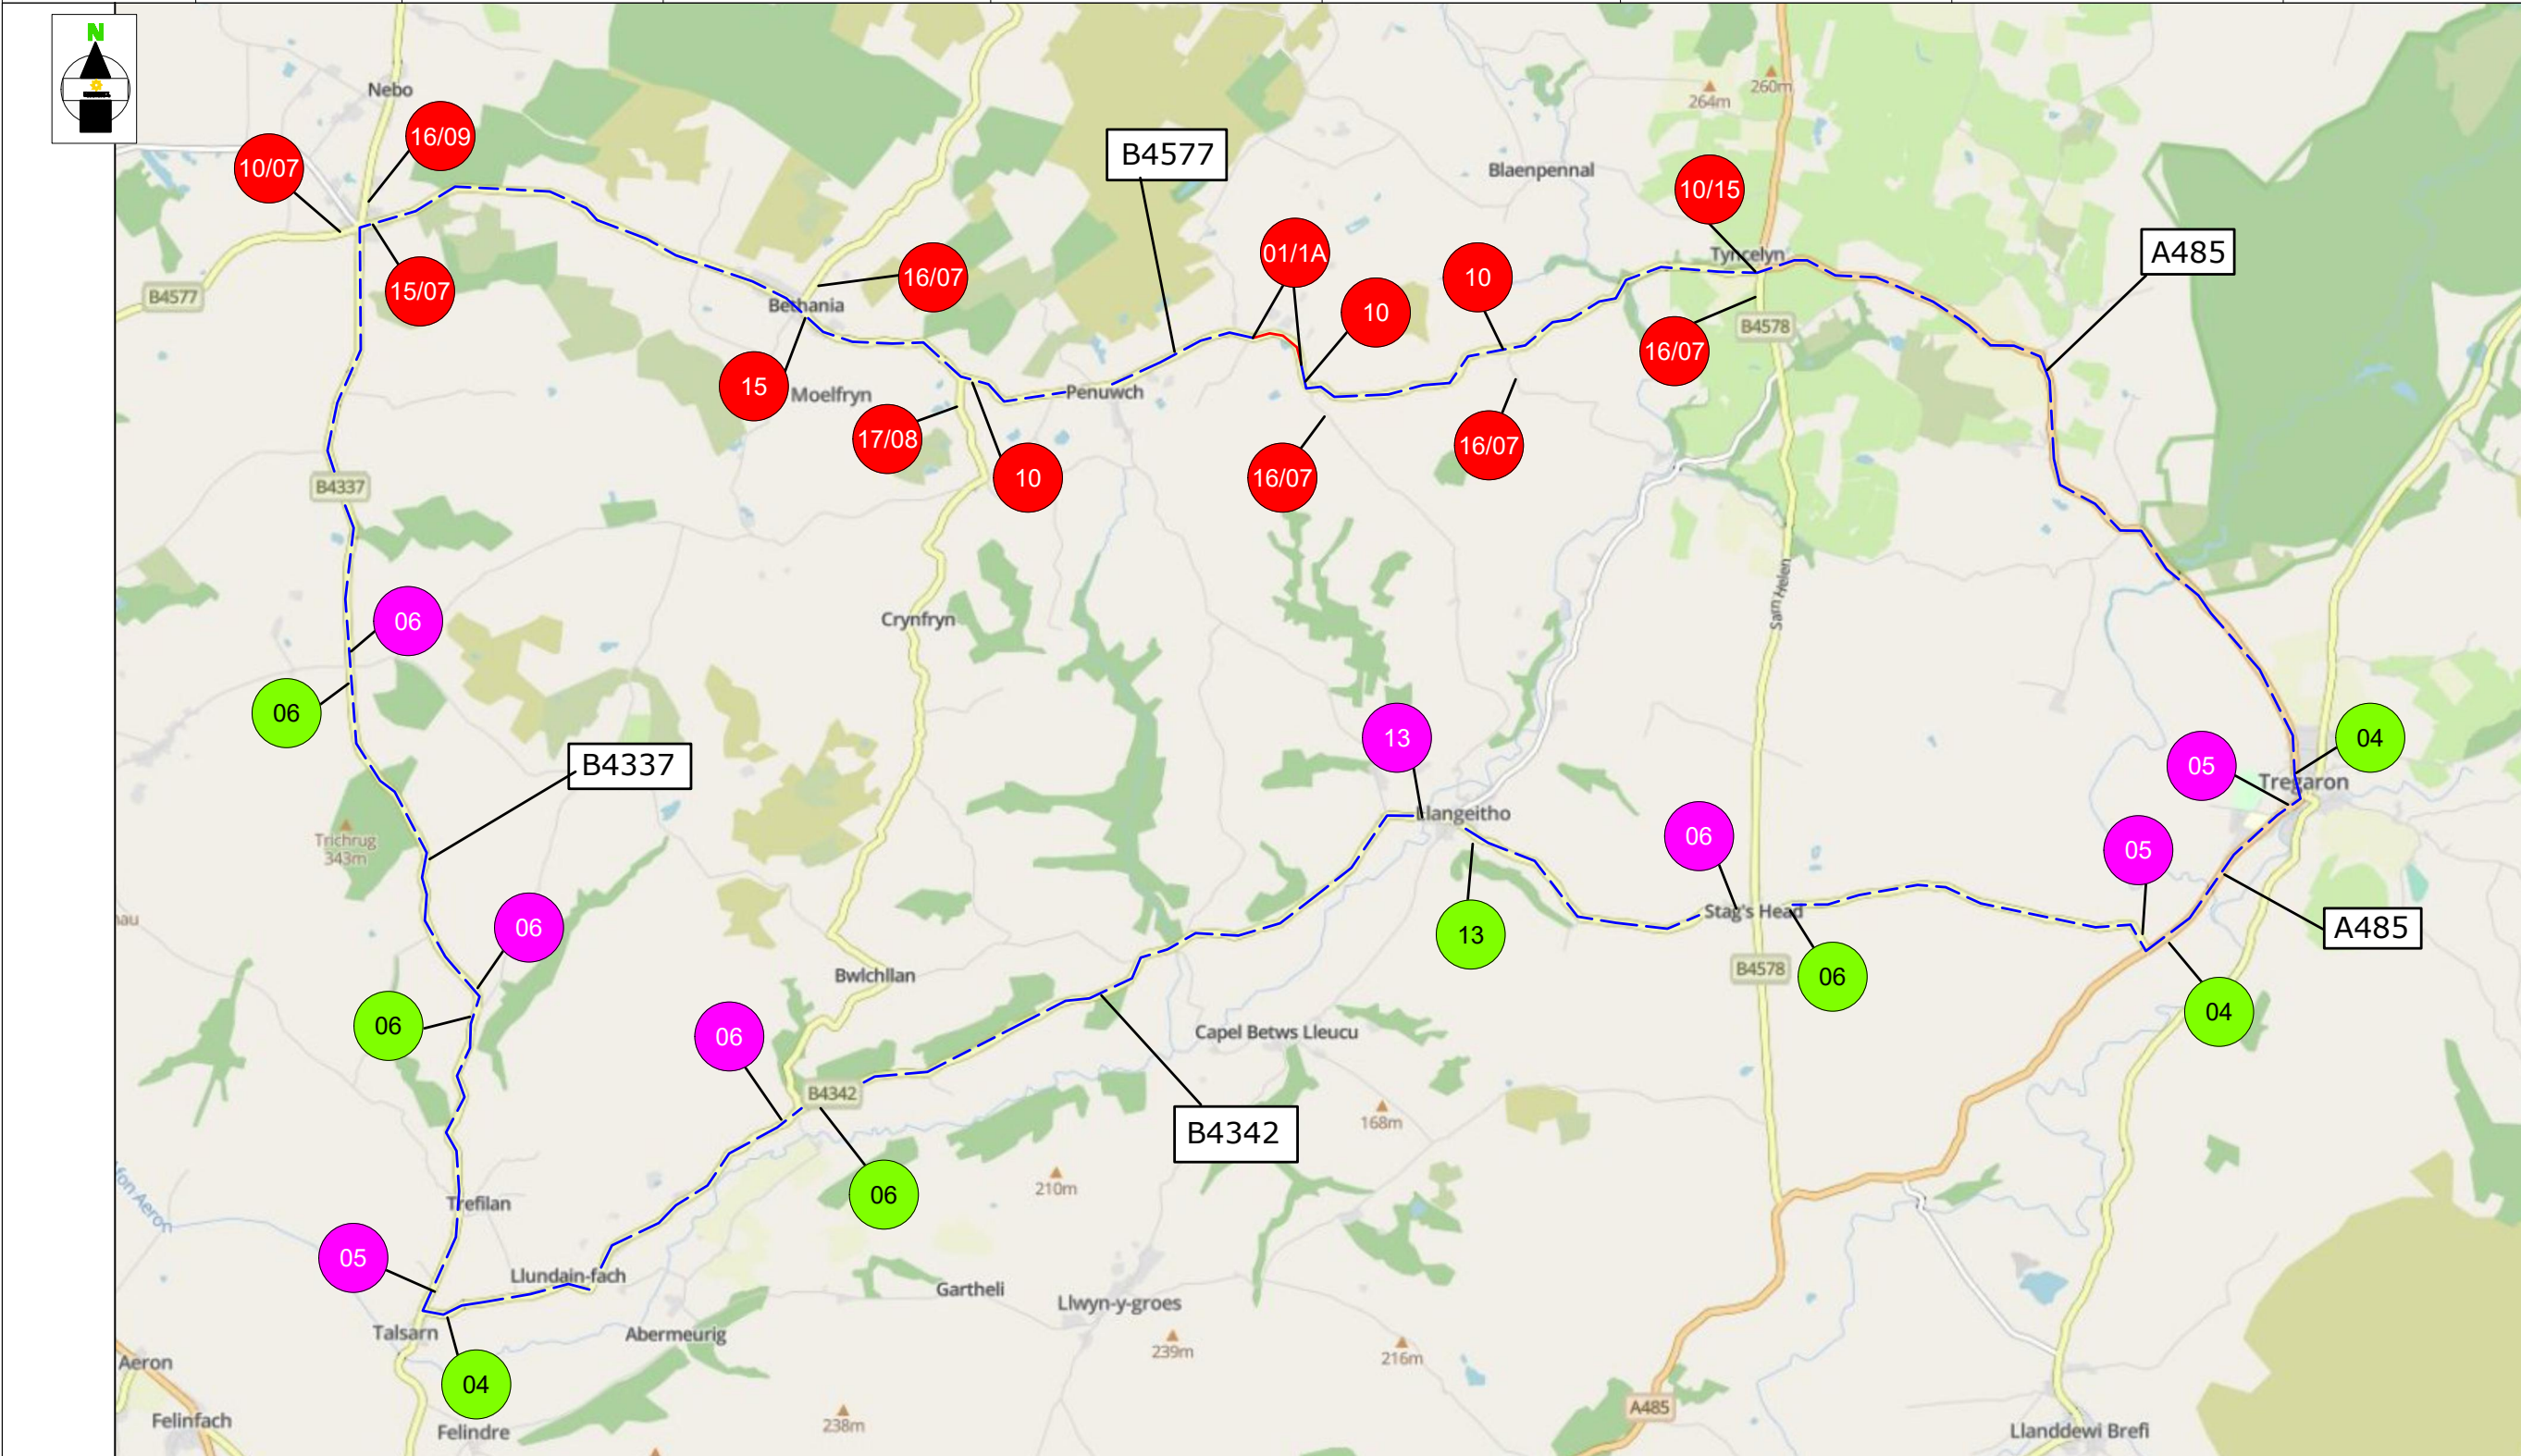 N
Nebo
16/09
10/07
15/07
B4577
B4577
Blaenpennal
264m
260m
10/15
Tyncelyn
A485
01/1A
10
10
16/07
Bethania
B4577
16/07
B4578
15
Moelfryn
Penuwch
17/08
10
16/07
16/07
B4337
Sarn Helen
06
Crynfryn
06
13
04
05
Tregaron
B4337
Trichrug
343m
Llangeitho
06
05
nau
06
13
Stag's Head
A485
B4578
06
Bwlchllan
06
04
06
Capel Betws Lleucu
B4342
168m
B4342
210m
06
fon Aeron
Trefilan
05
Llundain-fach
Gartheli
Llwyn-y-groes
Talsarn
Abermeurig
239m
216m
Aeron
04
A485
Felinfach
Felindre
238m
Llanddewi Brefi